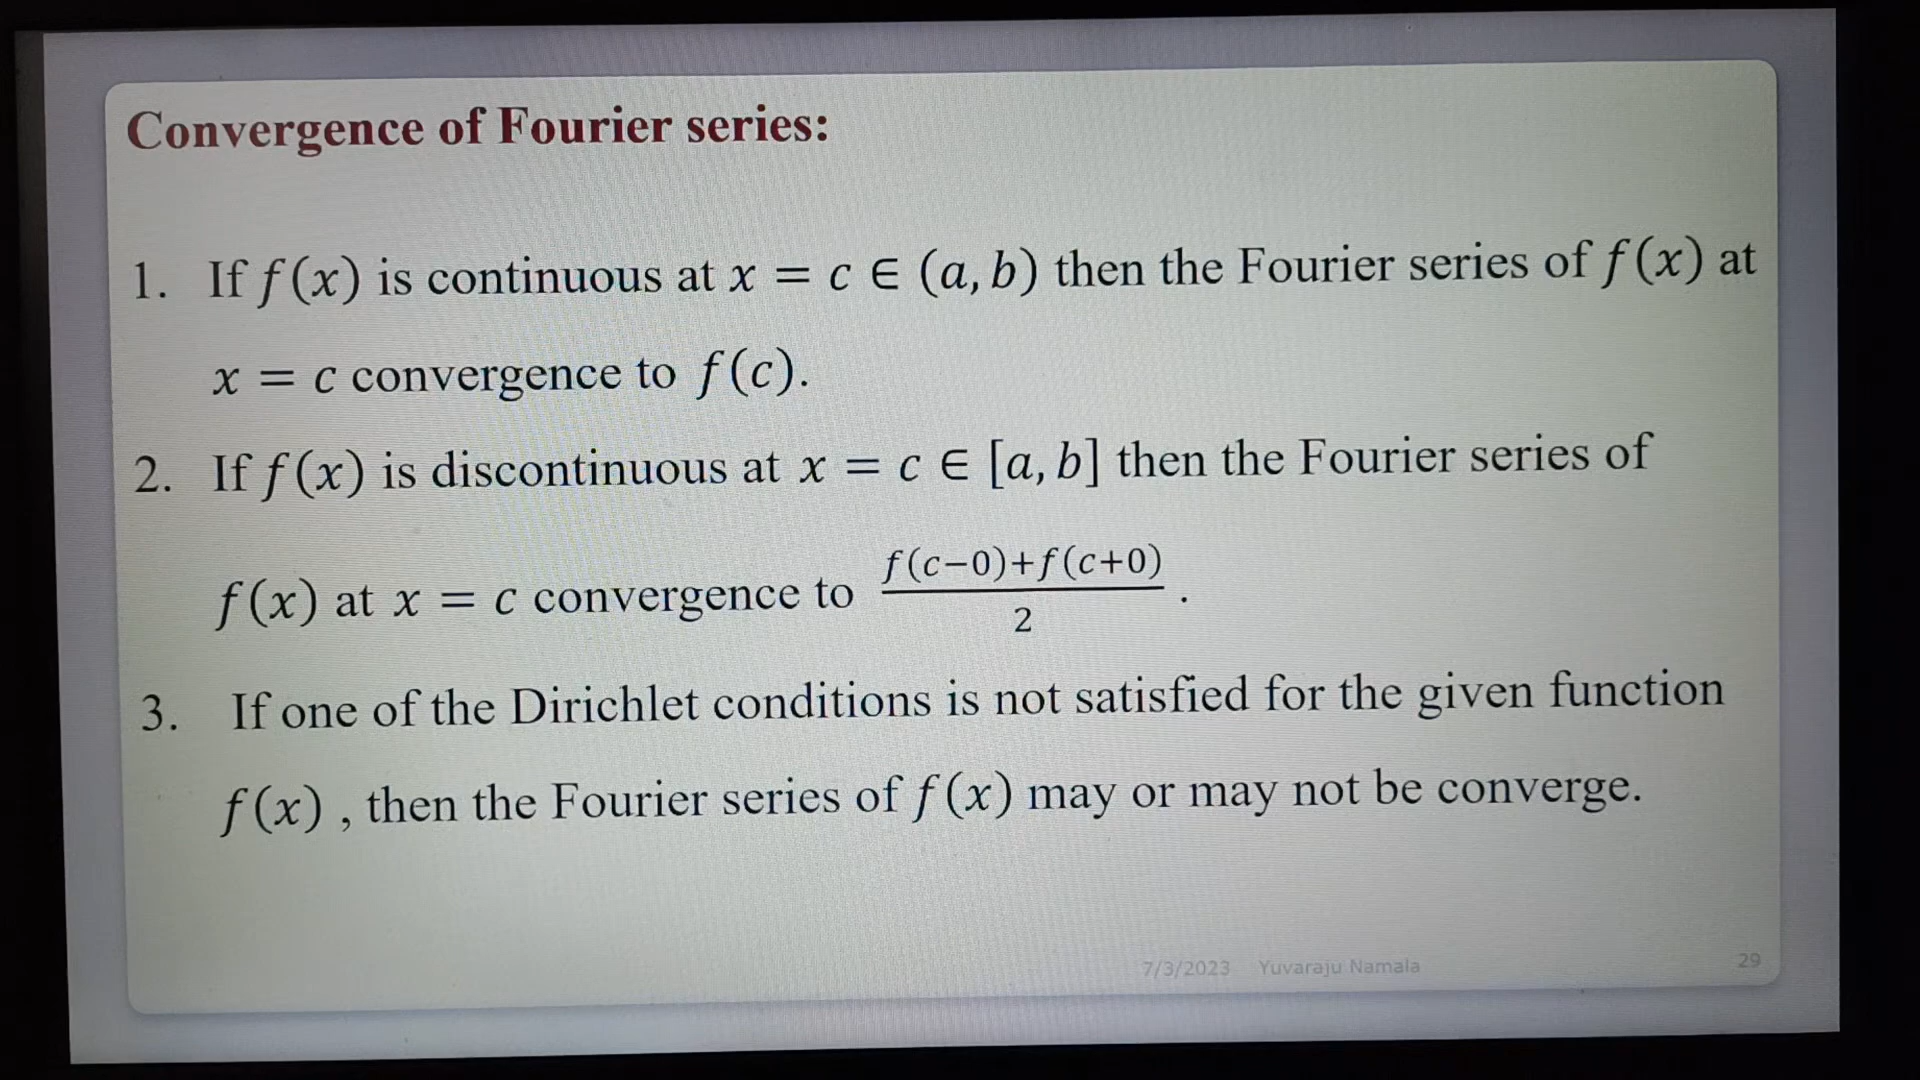 Convergence of Fourier series:
1. If f(x) is continuous at x = c ∈ (a, b) then the Fourier series of f(x) at
x = c convergence to f(c).
2. If f(x) is discontinuous at x = c ∈ [a, b] then the Fourier series of
f(x) at x = c convergence to \frac{f(c−0)+f(c+0)}{2}.
3. If one of the Dirichlet conditions is not satisfied for the given function
f(x) , then the Fourier series of f(x) may or may not be converge.
7/3/2023 Yuvaraju Namala 29